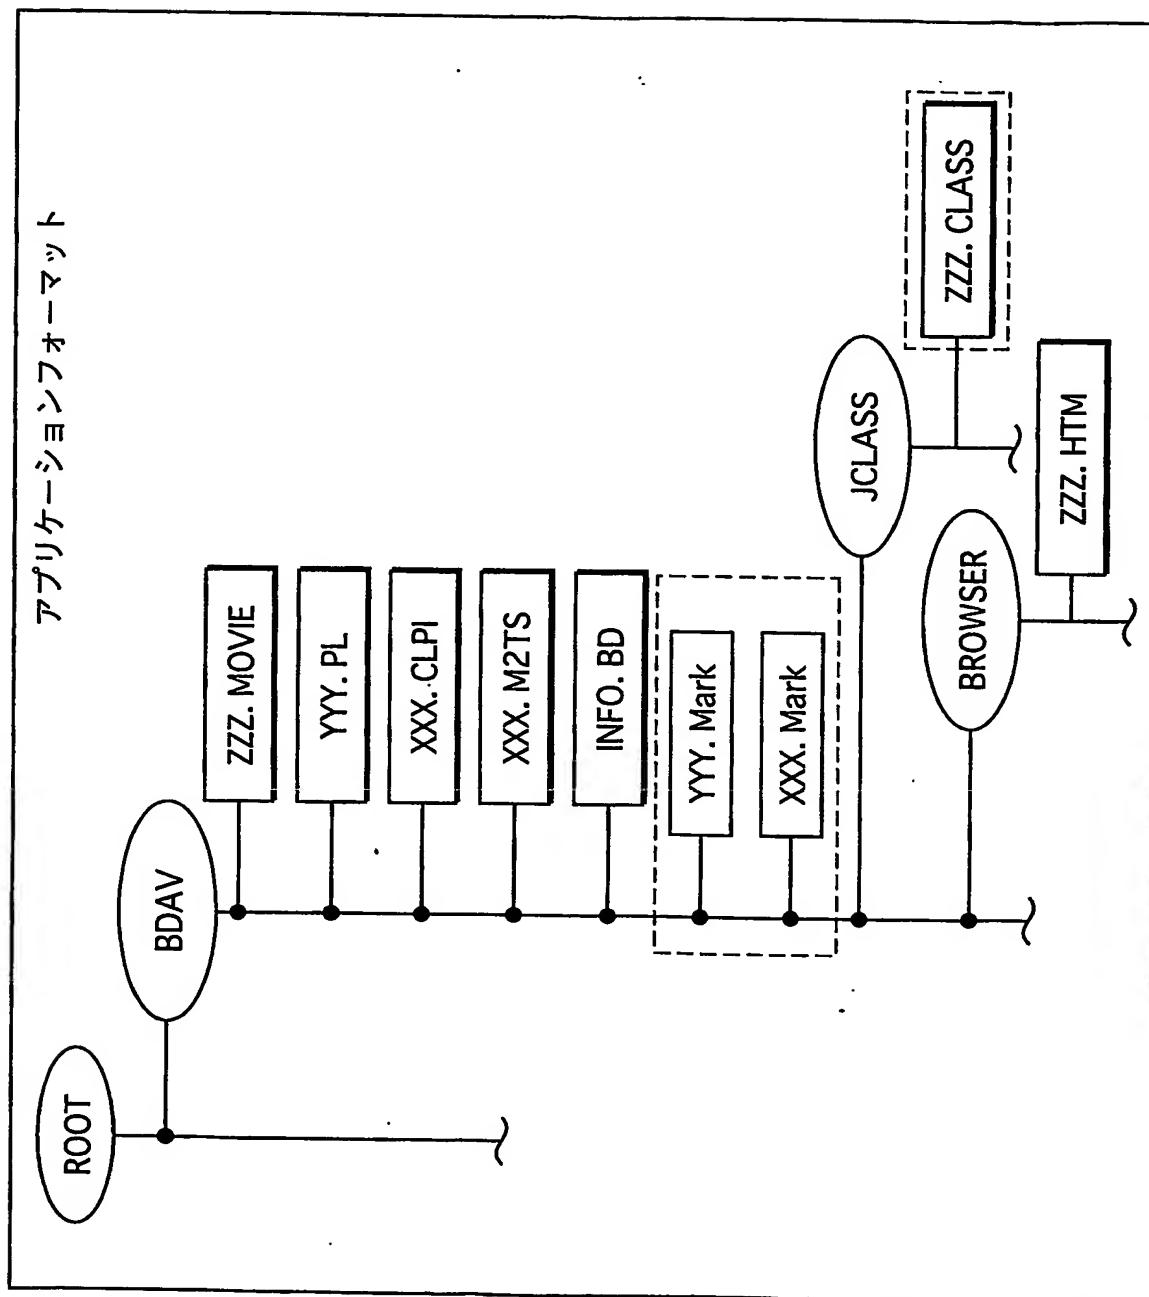 アプリケーションフォーマット
ROOT
BDAV
ZZZ. MOVIE
YYY. PL
XXX. CLPI
XXX. M2TS
INFO. BD
YYY. Mark
XXX. Mark
JCLASS
ZZZ. CLASS
BROWSER
ZZZ. HTM